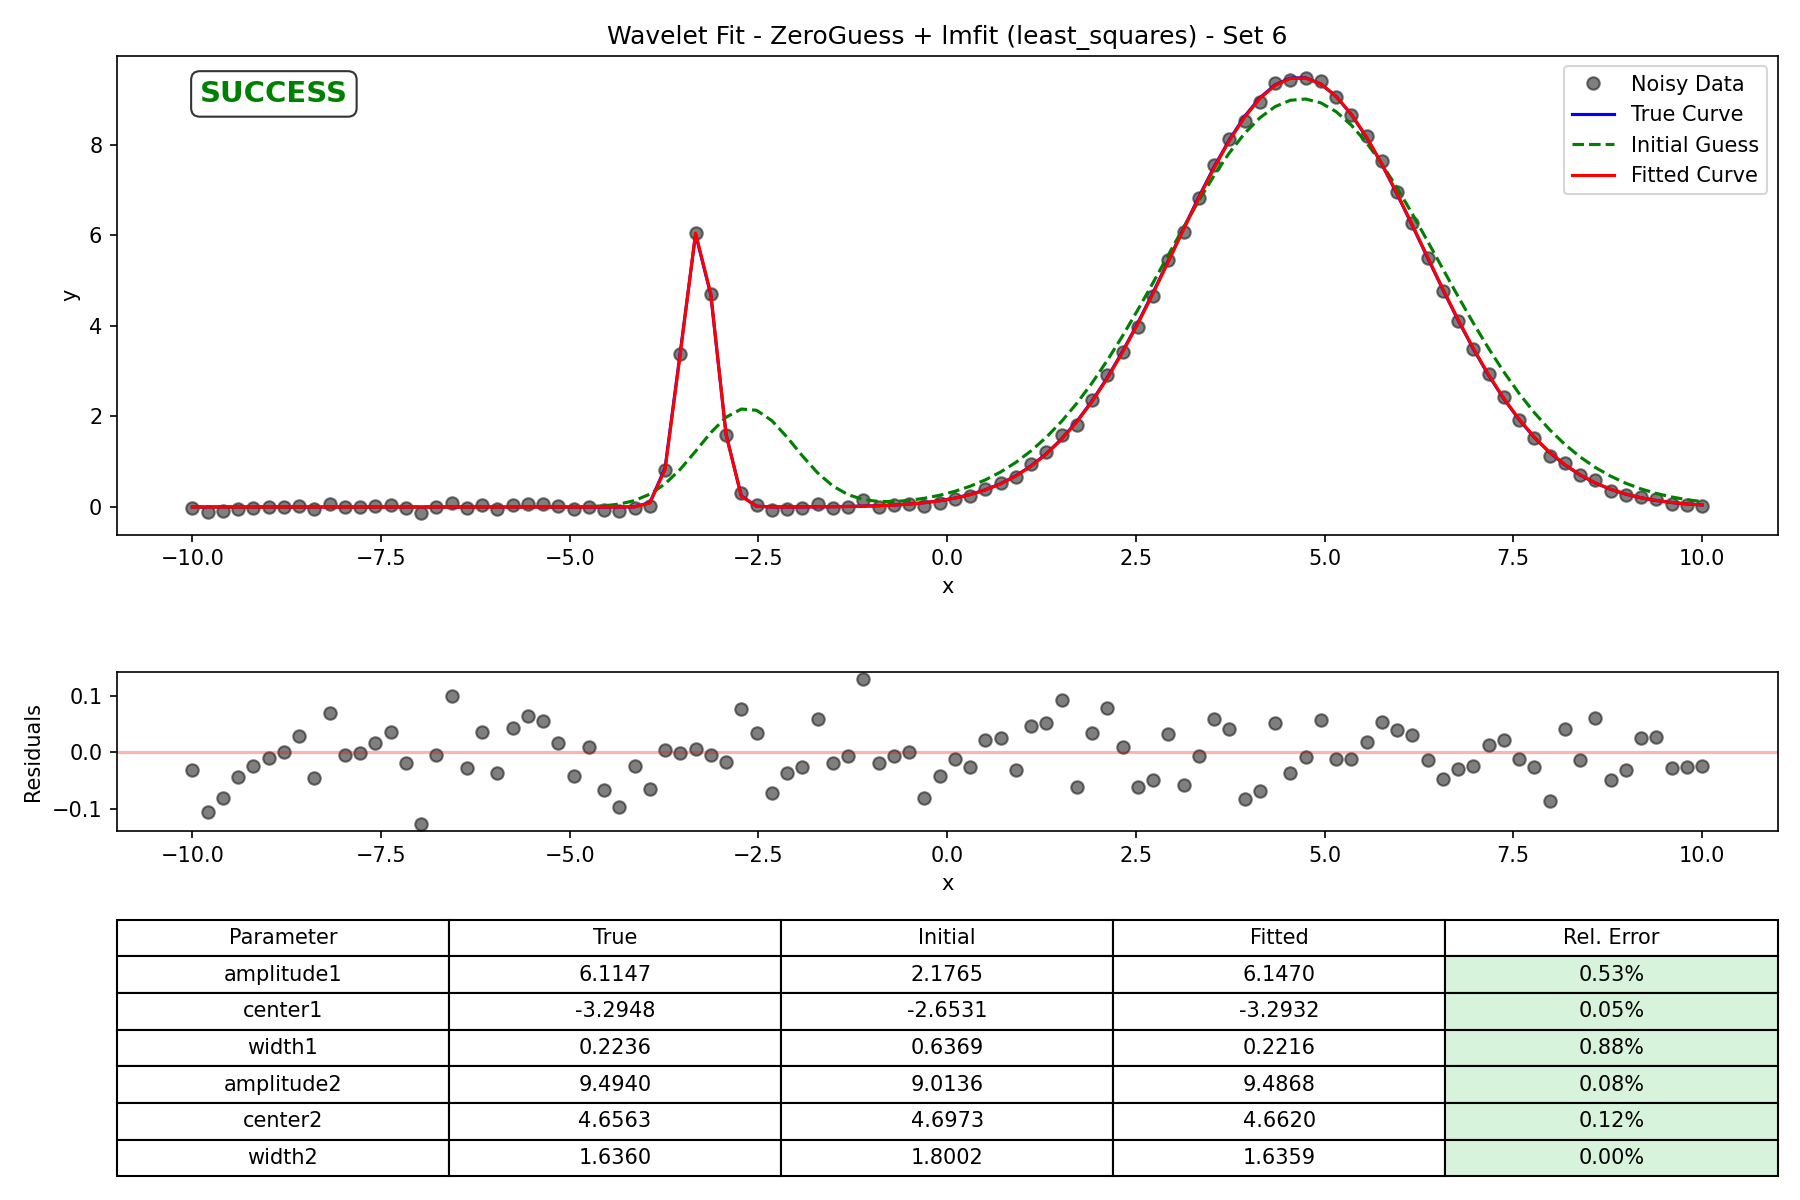 Wavelet Fit - ZeroGuess + lmfit (least_squares) - Set 6
SUCCESS
Noisy Data
True Curve
Initial Guess
Fitted Curve
y
8
6
4
2
0
−10.0 −7.5 −5.0 −2.5 0.0 2.5 5.0 7.5 10.0
x
Residuals
0.1
0.0
−0.1
−10.0 −7.5 −5.0 −2.5 0.0 2.5 5.0 7.5 10.0
x
Parameter True Initial Fitted Rel. Error
amplitude1 6.1147 2.1765 6.1470 0.53%
center1 -3.2948 -2.6531 -3.2932 0.05%
width1 0.2236 0.6369 0.2216 0.88%
amplitude2 9.4940 9.0136 9.4868 0.08%
center2 4.6563 4.6973 4.6620 0.12%
width2 1.6360 1.8002 1.6359 0.00%